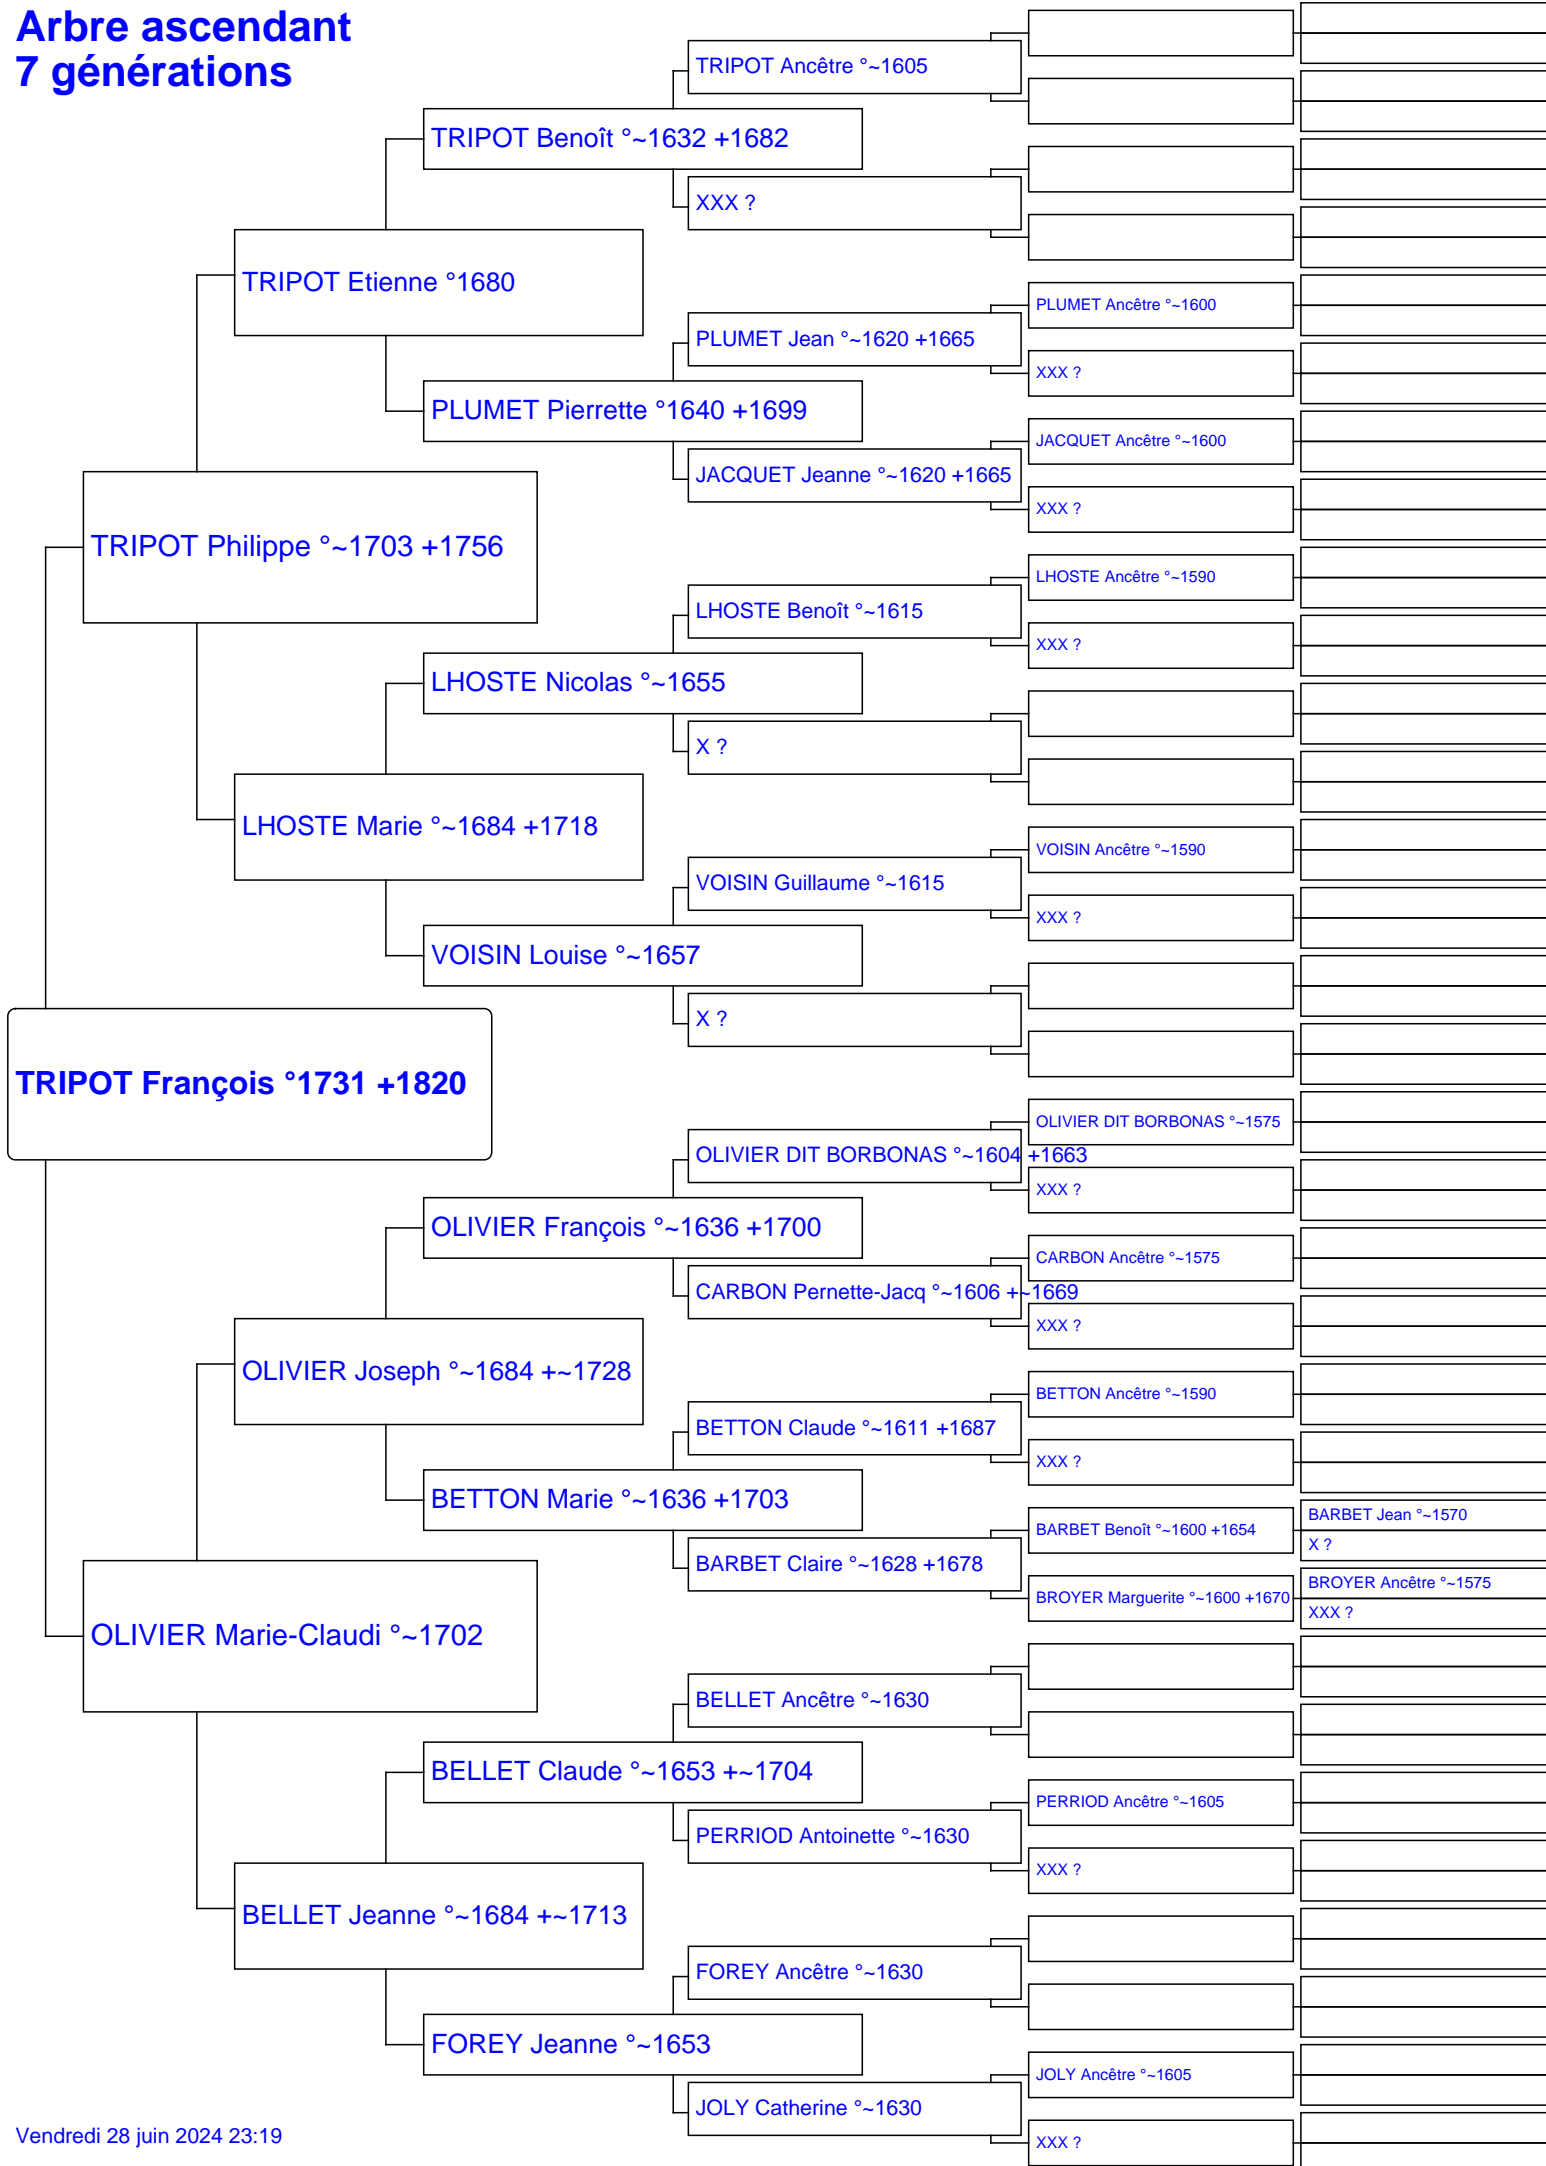 Arbre ascendant
7 générations
TRIPOT Ancêtre °~1605
TRIPOT Benoît °~1632 +1682
XXX ?
TRIPOT Etienne °1680
PLUMET Ancêtre °~1600
PLUMET Jean °~1620 +1665
XXX ?
PLUMET Pierrette °1640 +1699
JACQUET Ancêtre °~1600
JACQUET Jeanne °~1620 +1665
XXX ?
TRIPOT Philippe °~1703 +1756
LHOSTE Ancêtre °~1590
LHOSTE Benoît °~1615
XXX ?
LHOSTE Nicolas °~1655
X ?
LHOSTE Marie °~1684 +1718
VOISIN Ancêtre °~1590
VOISIN Guillaume °~1615
XXX ?
VOISIN Louise °~1657
X ?
TRIPOT François °1731 +1820
OLIVIER DIT BORBONAS °~1575
OLIVIER DIT BORBONAS °~1604 +1663
XXX ?
OLIVIER François °~1636 +1700
CARBON Ancêtre °~1575
CARBON Pernette-Jacq °~1606 +~1669
XXX ?
OLIVIER Joseph °~1684 +~1728
BETTON Ancêtre °~1590
BETTON Claude °~1611 +1687
XXX ?
BETTON Marie °~1636 +1703
BARBET Jean °~1570
BARBET Benoît °~1600 +1654
X ?
BARBET Claire °~1628 +1678
BROYER Ancêtre °~1575
BROYER Marguerite °~1600 +1670
XXX ?
OLIVIER Marie-Claudi °~1702
BELLET Ancêtre °~1630
BELLET Claude °~1653 +~1704
PERRIOD Ancêtre °~1605
PERRIOD Antoinette °~1630
XXX ?
BELLET Jeanne °~1684 +~1713
FOREY Ancêtre °~1630
FOREY Jeanne °~1653
JOLY Ancêtre °~1605
JOLY Catherine °~1630
XXX ?
Vendredi 28 juin 2024 23:19